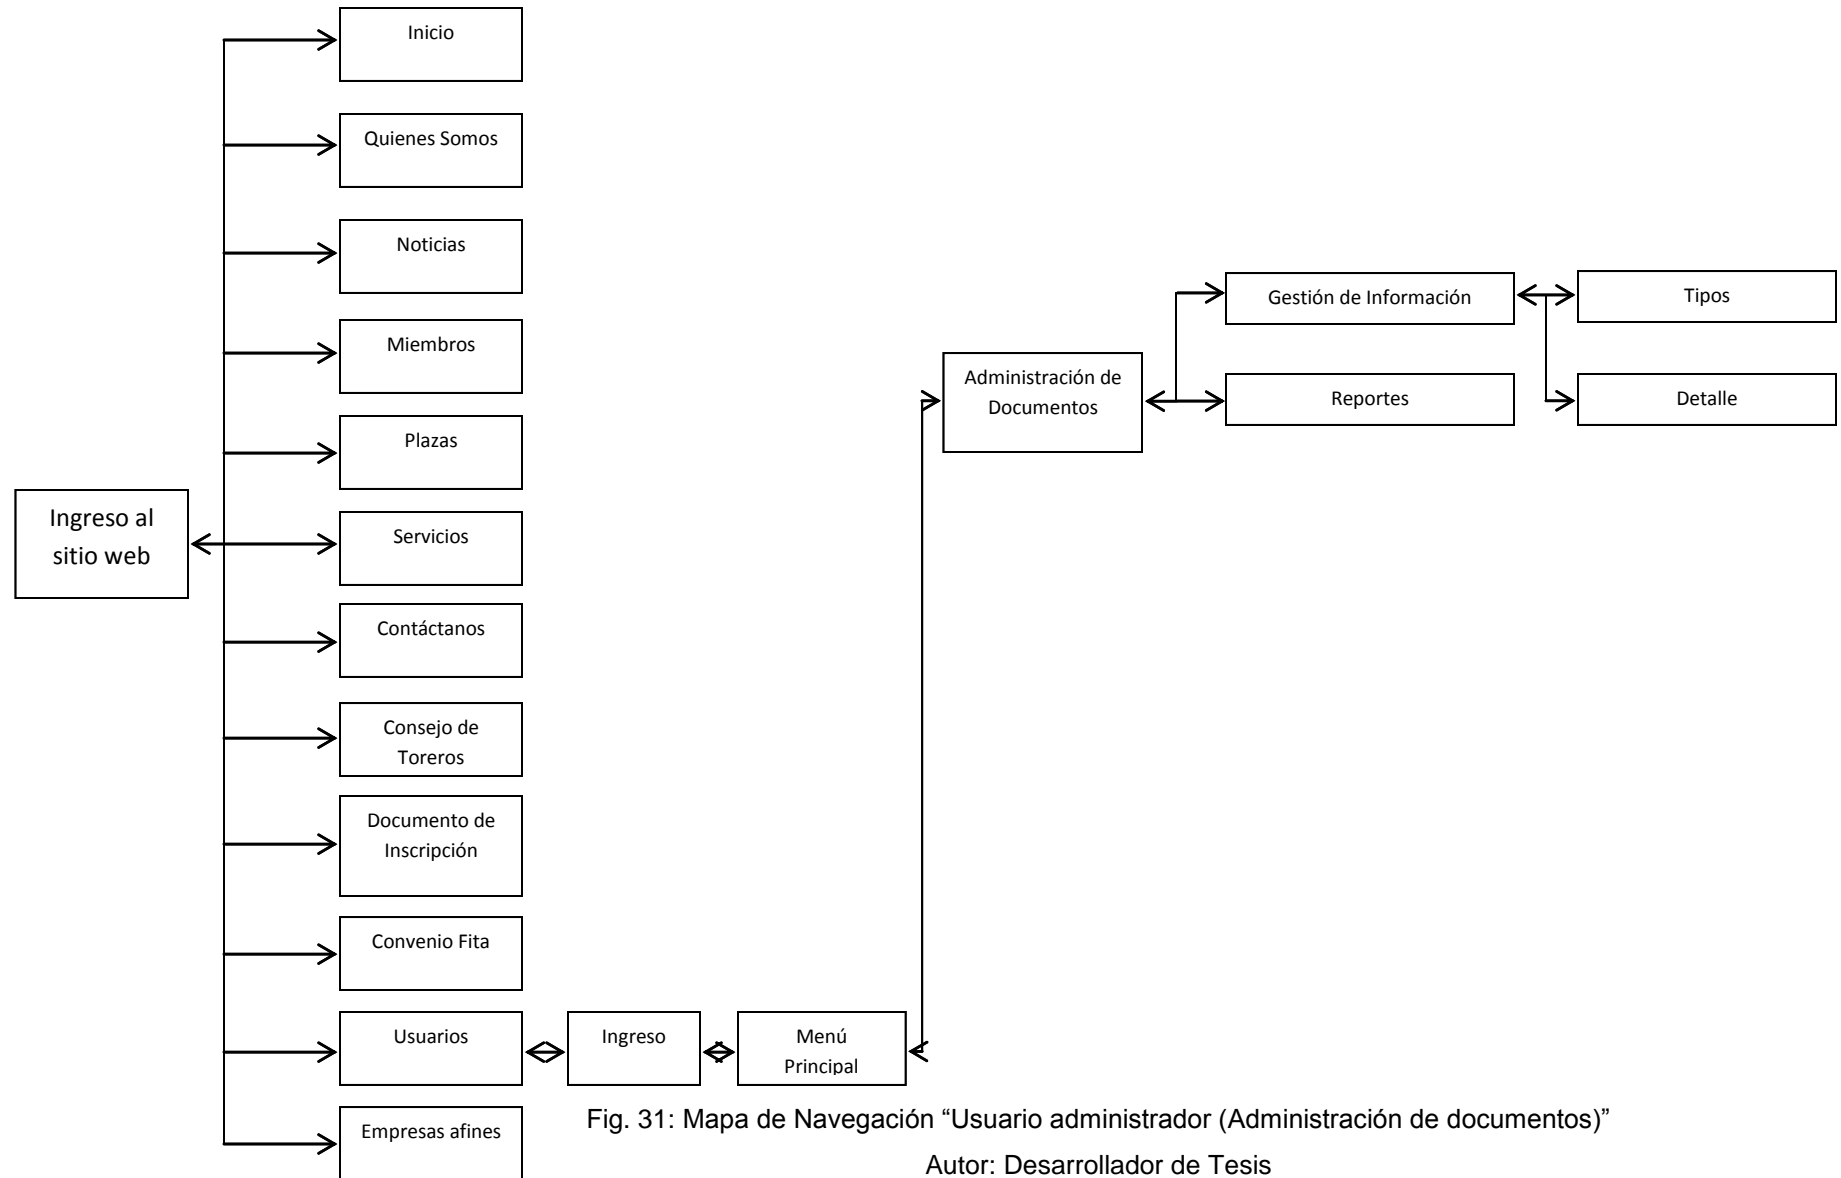 Inicio
Quienes Somos
Noticias
Miembros
Plazas
Ingreso al
sitio web
Servicios
Contáctanos
Consejo de
Toreros
Documento de
Inscripción
Convenio Fita
Usuarios
Ingreso
Menú
Principal
Empresas afines
Administración de
Documentos
Gestión de Información
Tipos
Reportes
Detalle
Fig. 31: Mapa de Navegación “Usuario administrador (Administración de documentos)”
Autor: Desarrollador de Tesis